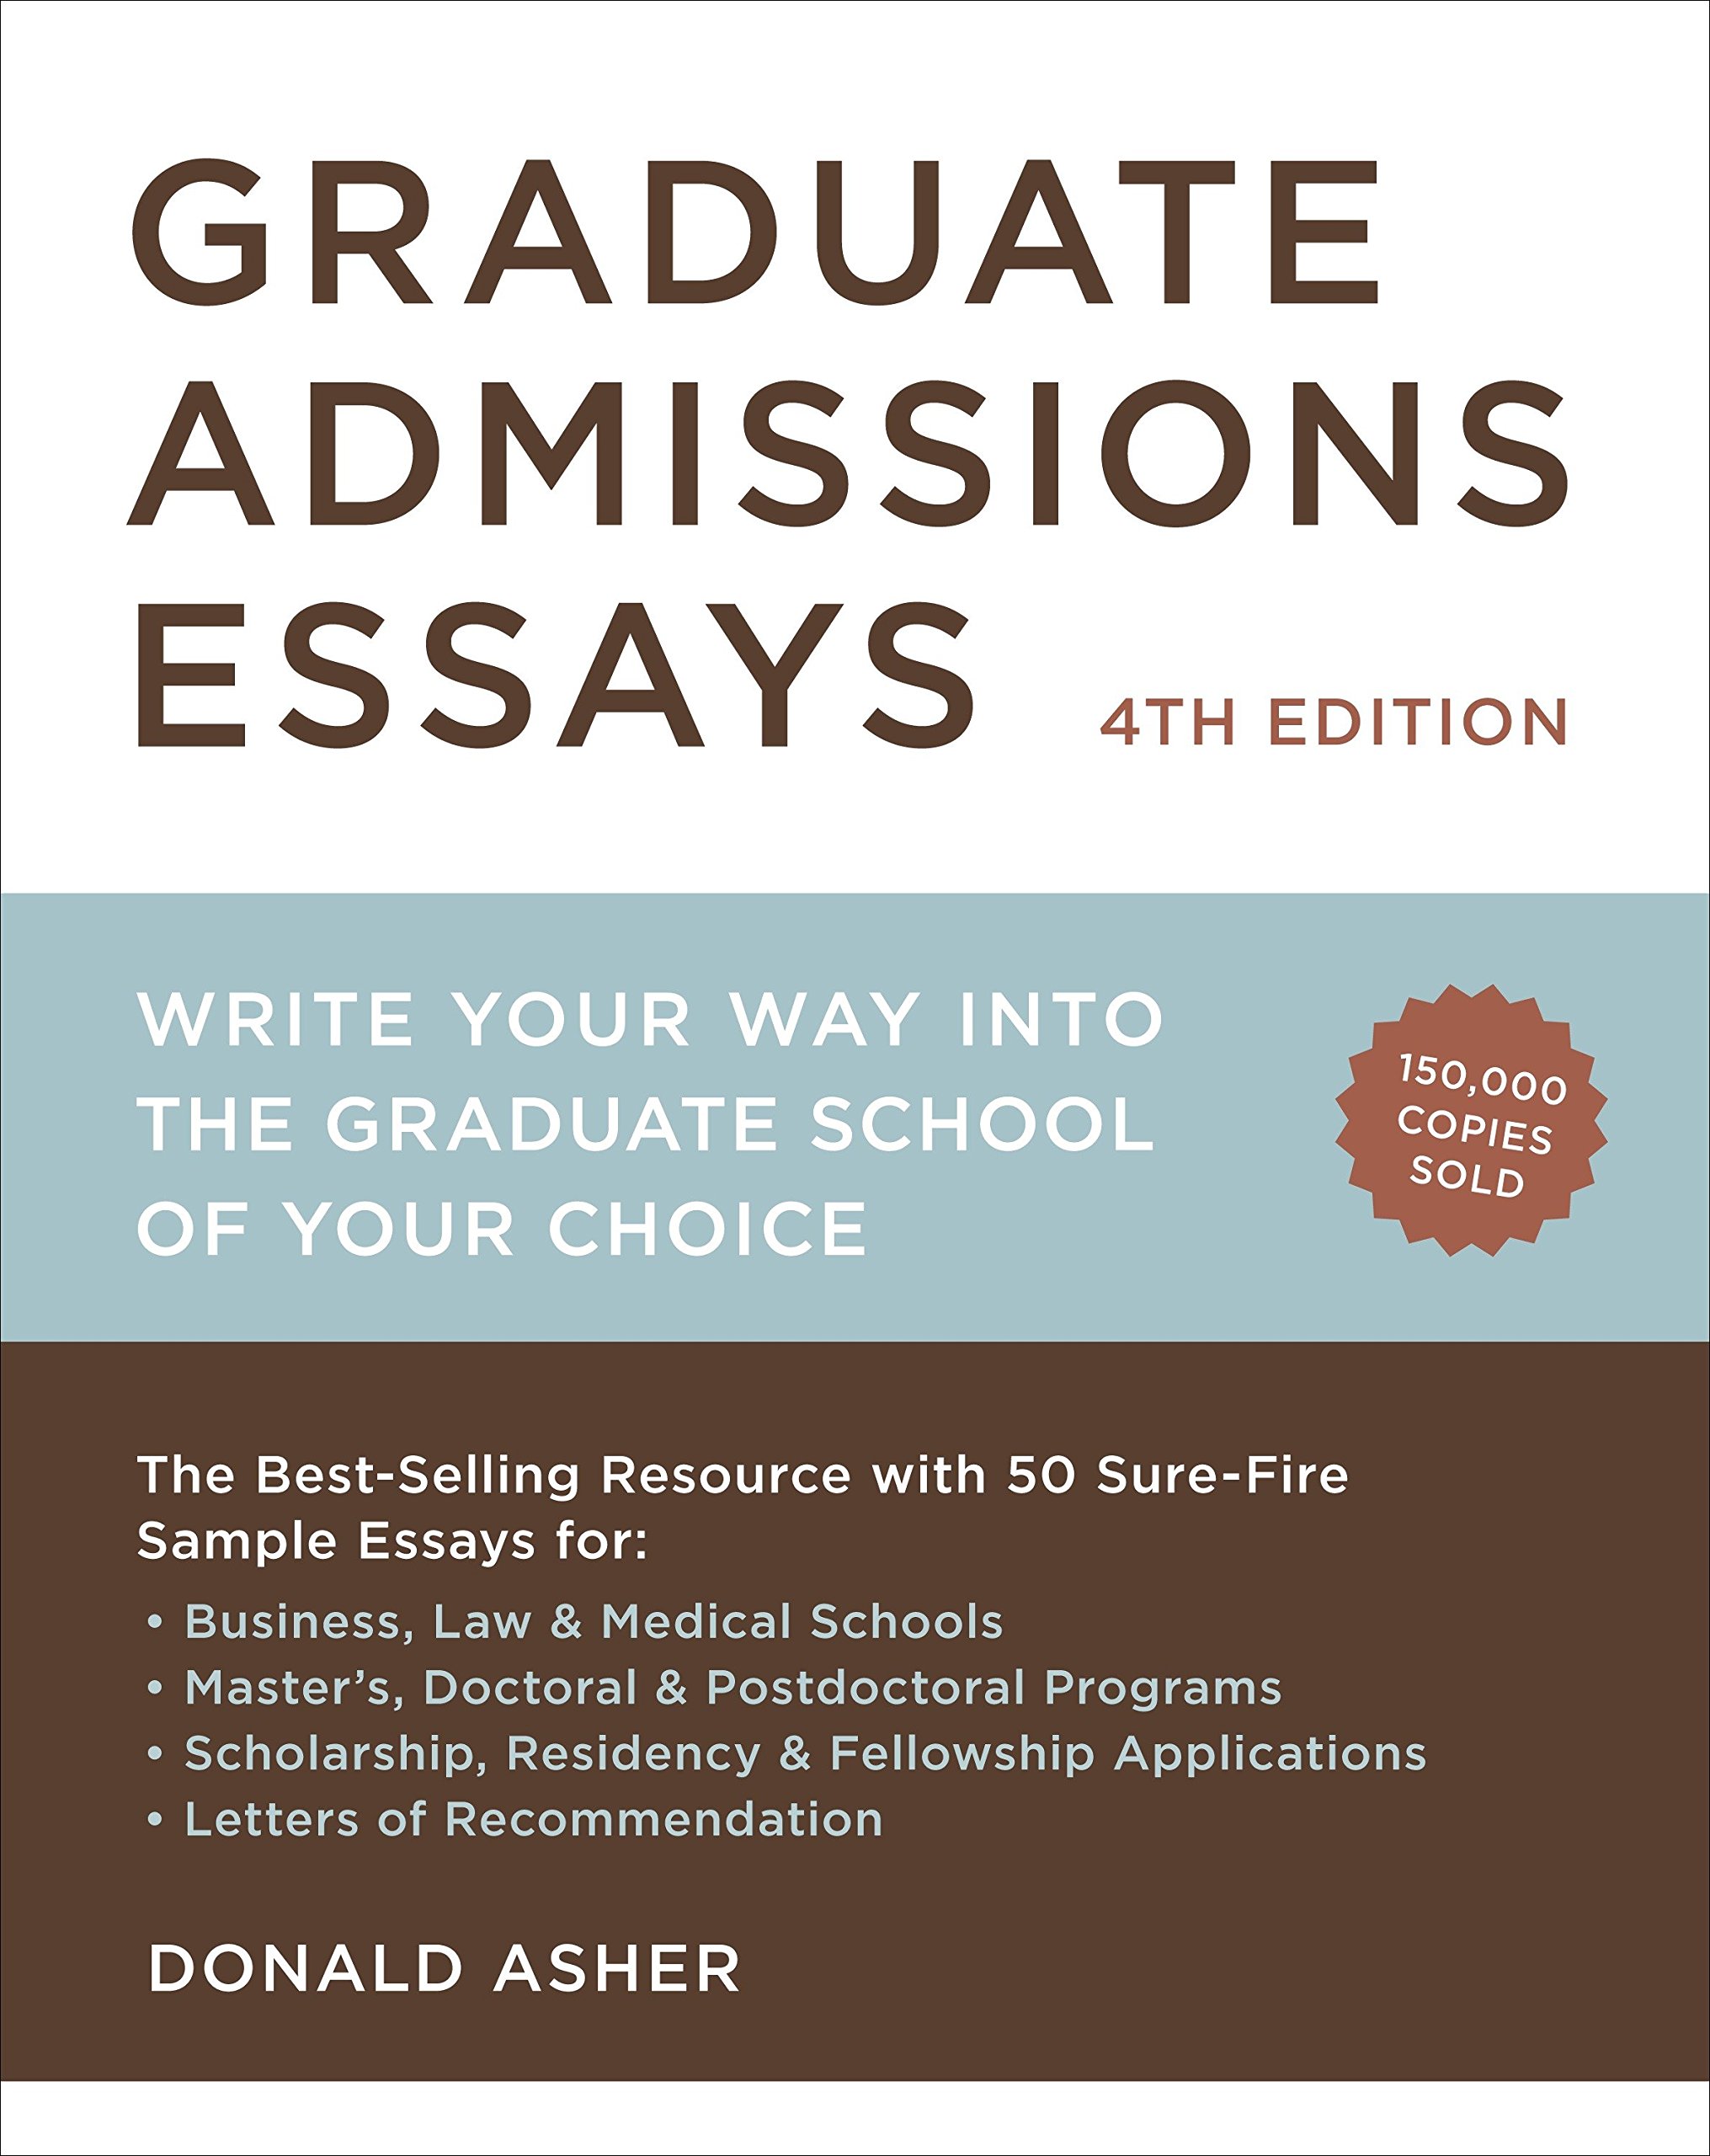 GRADUATE
ADMISSIONS
ESSAYS 4TH EDITION
WRITE YOUR WAY INTO
THE GRADUATE SCHOOL
OF YOUR CHOICE
150,000
COPIES
SOLD
The Best-Selling Resource with 50 Sure-Fire
Sample Essays for:
• Business, Law & Medical Schools
• Master's, Doctoral & Postdoctoral Programs
• Scholarship, Residency & Fellowship Applications
• Letters of Recommendation
DONALD ASHER